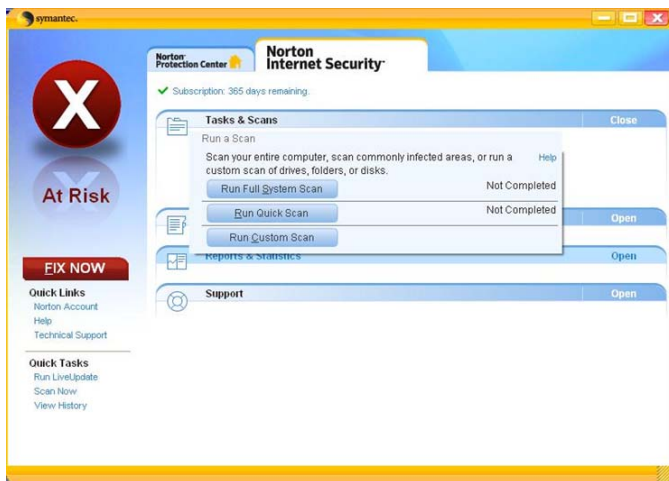 symantec.
Norton Protection Center
Norton Internet Security
Subscription: 365 days remaining.
X
At Risk
FIX NOW
Quick Links
Norton Account
Help
Technical Support
Quick Tasks
Run LiveUpdate
Scan Now
View History
Tasks & Scans Close
Run a Scan
Scan your entire computer, scan commonly infected areas, or run a Help
custom scan of drives, folders, or disks.
Run Full System Scan Not Completed
Run Quick Scan Not Completed
Run Custom Scan
Open
Reports & Statistics Open
Support Open